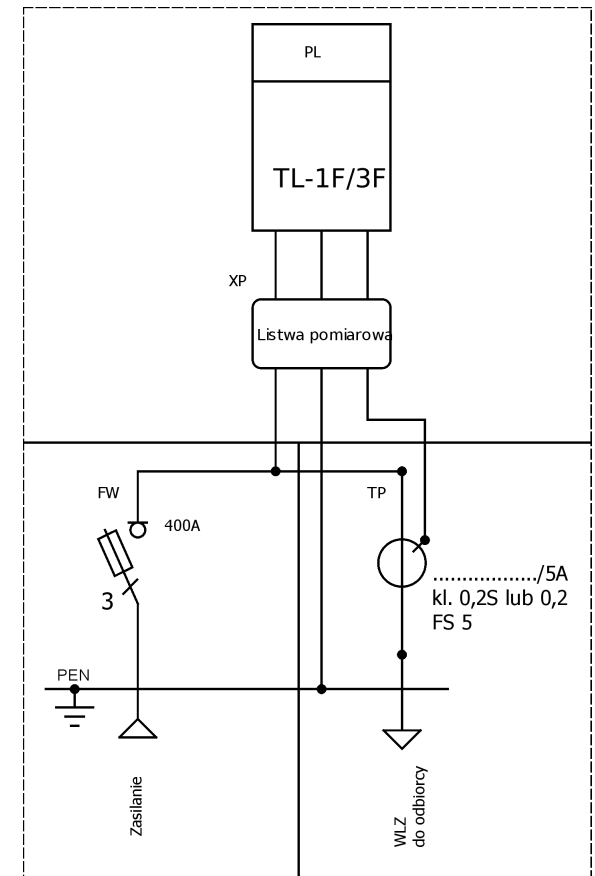 PL
TL-1F/3F
XP
Listwa pomiarowa
FW
TP
400A
.................../5A
kl. 0,2S lub 0,2
FS 5
3
PEN
Zasilanie
WLZ
do odbiorcy